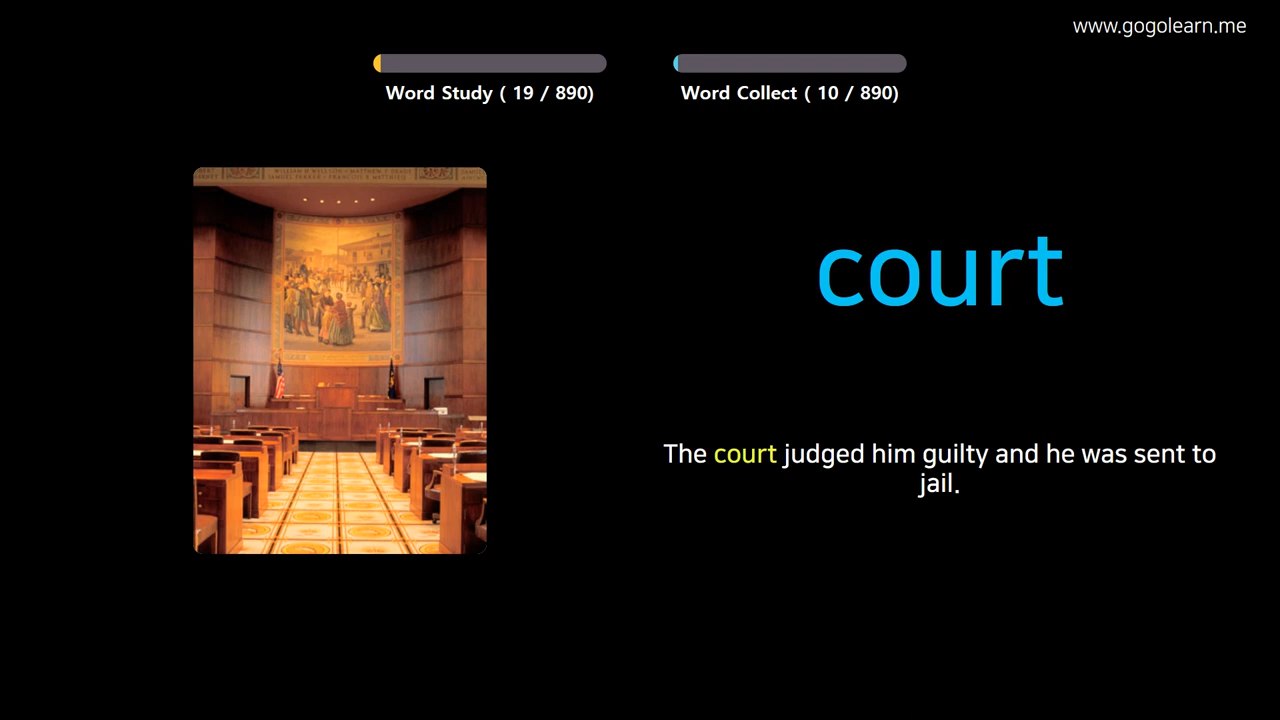 www.gogolearn.me
Word Study ( 19 / 890)
Word Collect ( 10 / 890)
court
The court judged him guilty and he was sent to
jail.